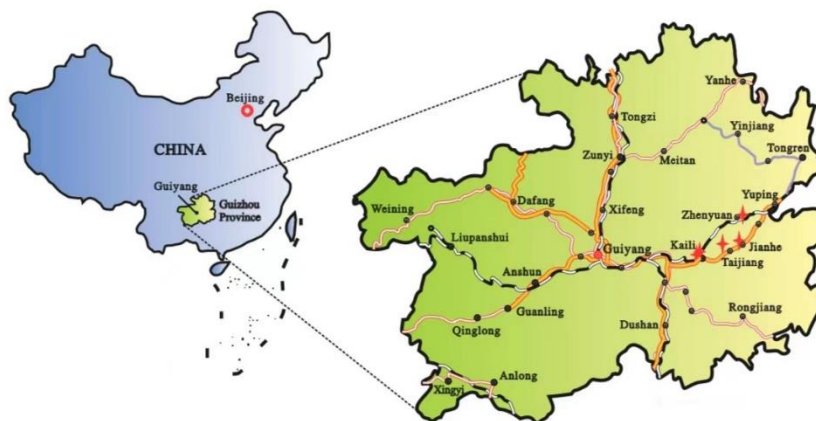 Beijing
CHINA
Guiyang
Guizhou
Province
Yanhe
Tongzi
Yinjiang
Zunyi
Meitan
Tongren
Yuping
Dafang
Weining
Xifeng
Zhenyuan
Liupanshui
Guiyang
Kaili
Jianhe
Taijiang
Anshun
Guanling
Rongjiang
Qinglong
Dushan
Anlong
Xingyi